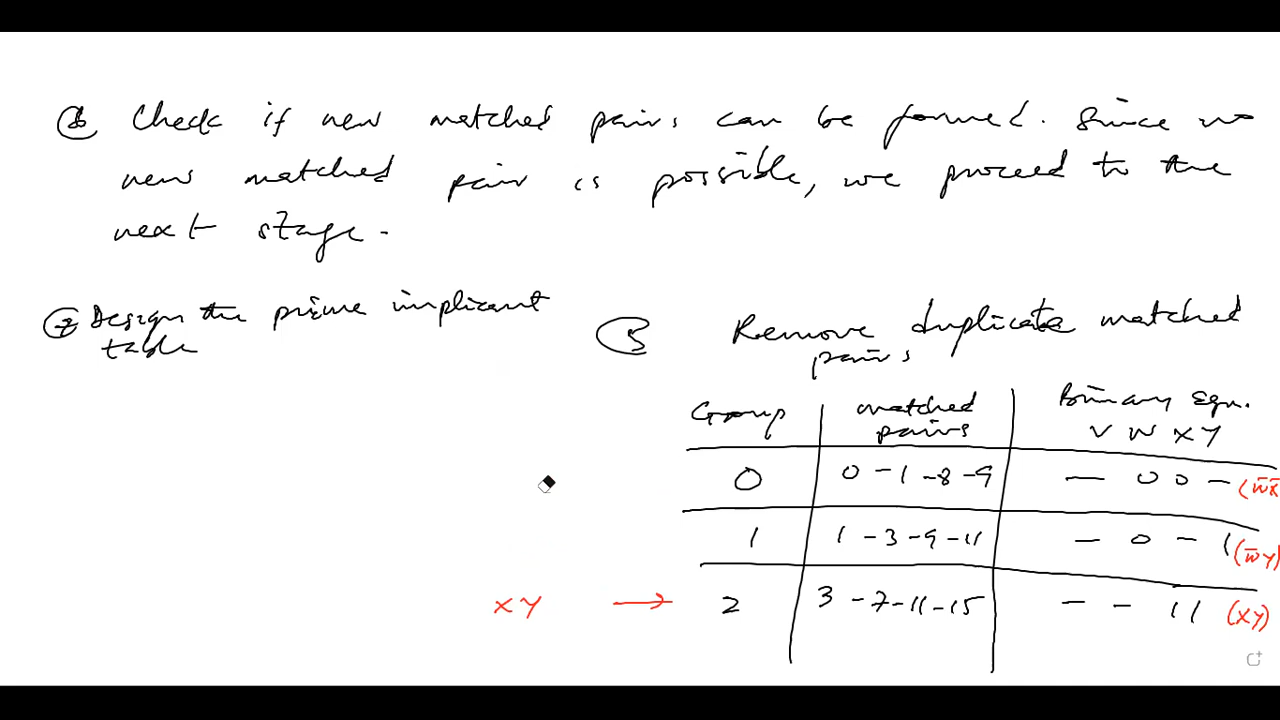 ⑥ Check if new matched pairs can be formed. Since no
new matched pair is possible, we proceed to the
next stage.
⑦ Design the prime implicant
table
⑤ Remove duplicate matched
pairs
Group | matched pairs | Binary Eqn. V W X Y
0 | 0 - 1 - 8 - 9 | — 0 0 — (W̅X̅
1 | 1 - 3 - 9 - 11 | — 0 — 1 (W̅Y)
XY → 2 | 3 - 7 - 11 - 15 | — — 1 1 (XY)